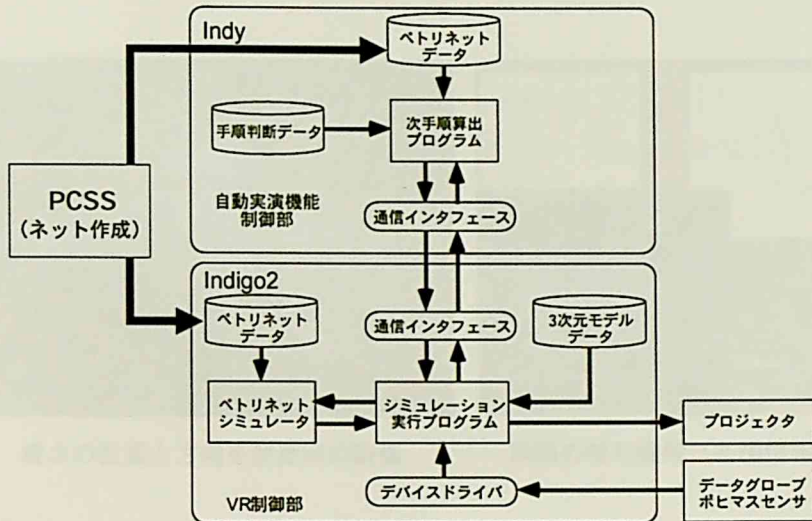 Indy
ペトリネット
データ
手順判断データ
次手順算出
プログラム
PCSS
(ネット作成)
自動実演機能
制御部
通信インタフェース
Indigo2
ペトリネット
データ
通信インタフェース
3次元モデル
データ
ペトリネット
シミュレータ
シミュレーション
実行プログラム
プロジェクタ
デバイスドライバ
データグローブ
ポヒマスセンサ
VR制御部